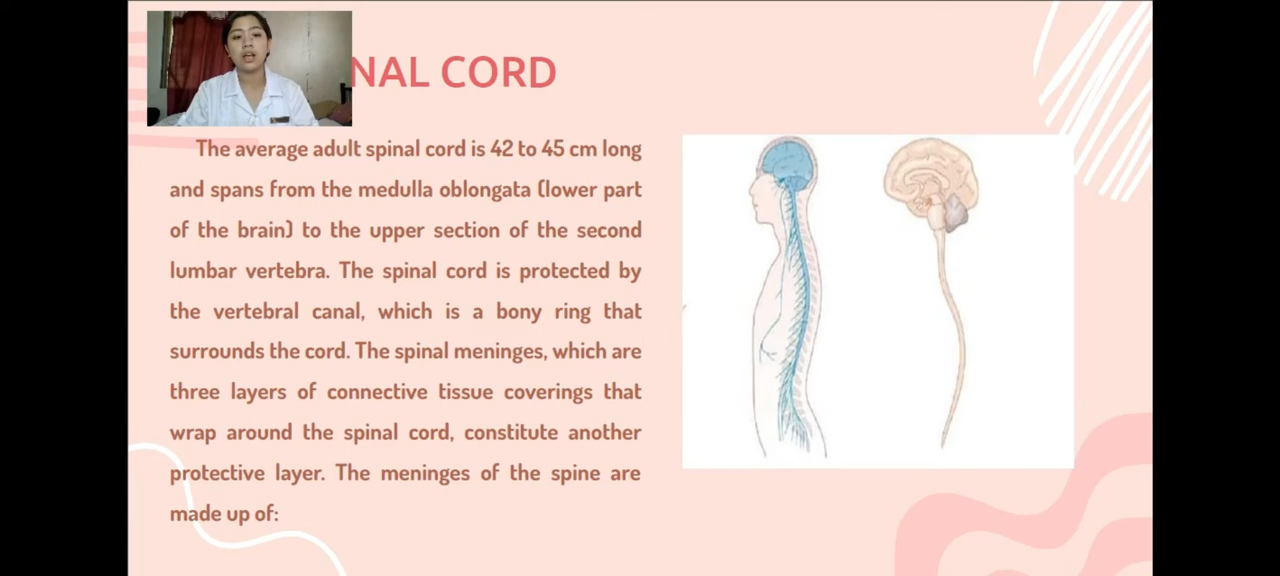 NAL CORD
The average adult spinal cord is 42 to 45 cm long
and spans from the medulla oblongata (lower part
of the brain) to the upper section of the second
lumbar vertebra. The spinal cord is protected by
the vertebral canal, which is a bony ring that
surrounds the cord. The spinal meninges, which are
three layers of connective tissue coverings that
wrap around the spinal cord, constitute another
protective layer. The meninges of the spine are
made up of: